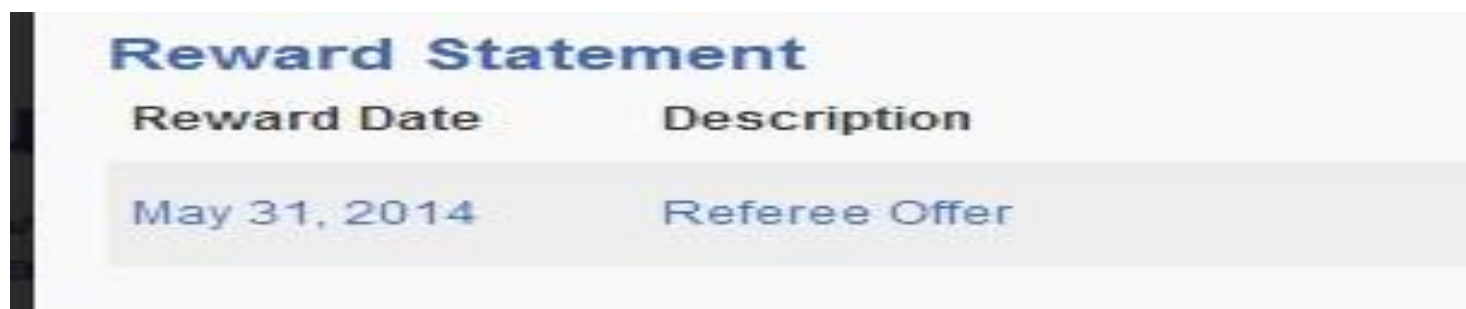 Reward Statement
Reward Date Description
May 31, 2014 Referee Offer